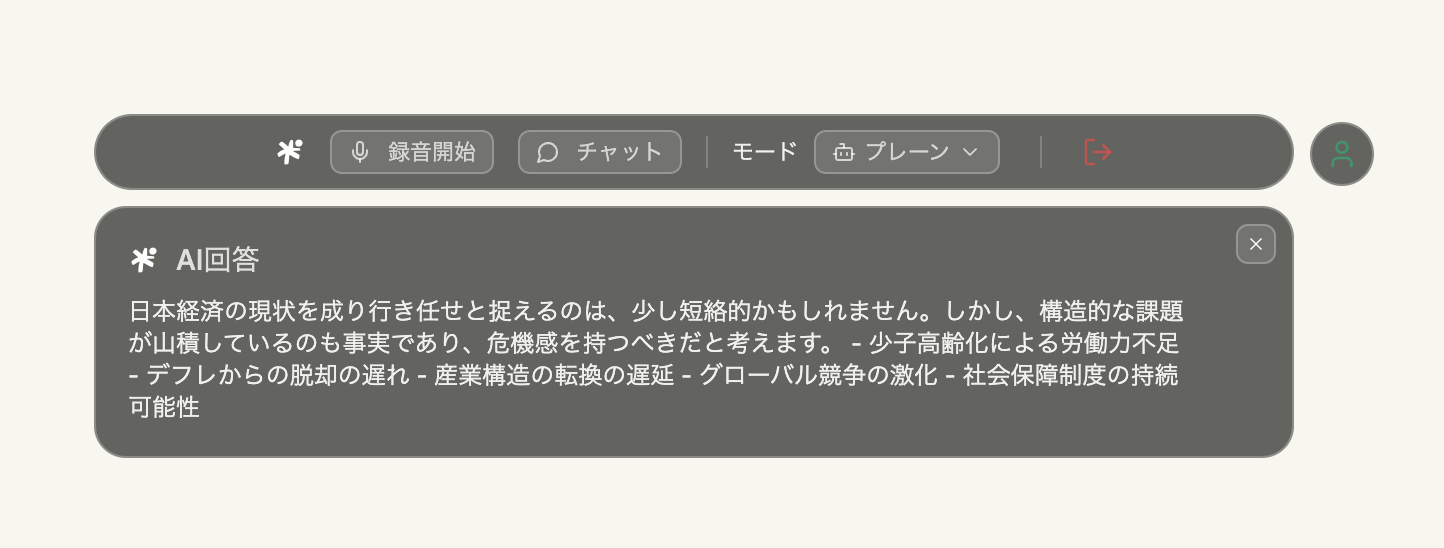 録音開始 チャット モード プレーン
AI回答
日本経済の現状を成り行き任せと捉えるのは、少し短絡的かもしれません。しかし、構造的な課題
が山積しているのも事実であり、危機感を持つべきだと考えます。 - 少子高齢化による労働力不足
- デフレからの脱却の遅れ - 産業構造の転換の遅延 - グローバル競争の激化 - 社会保障制度の持続
可能性